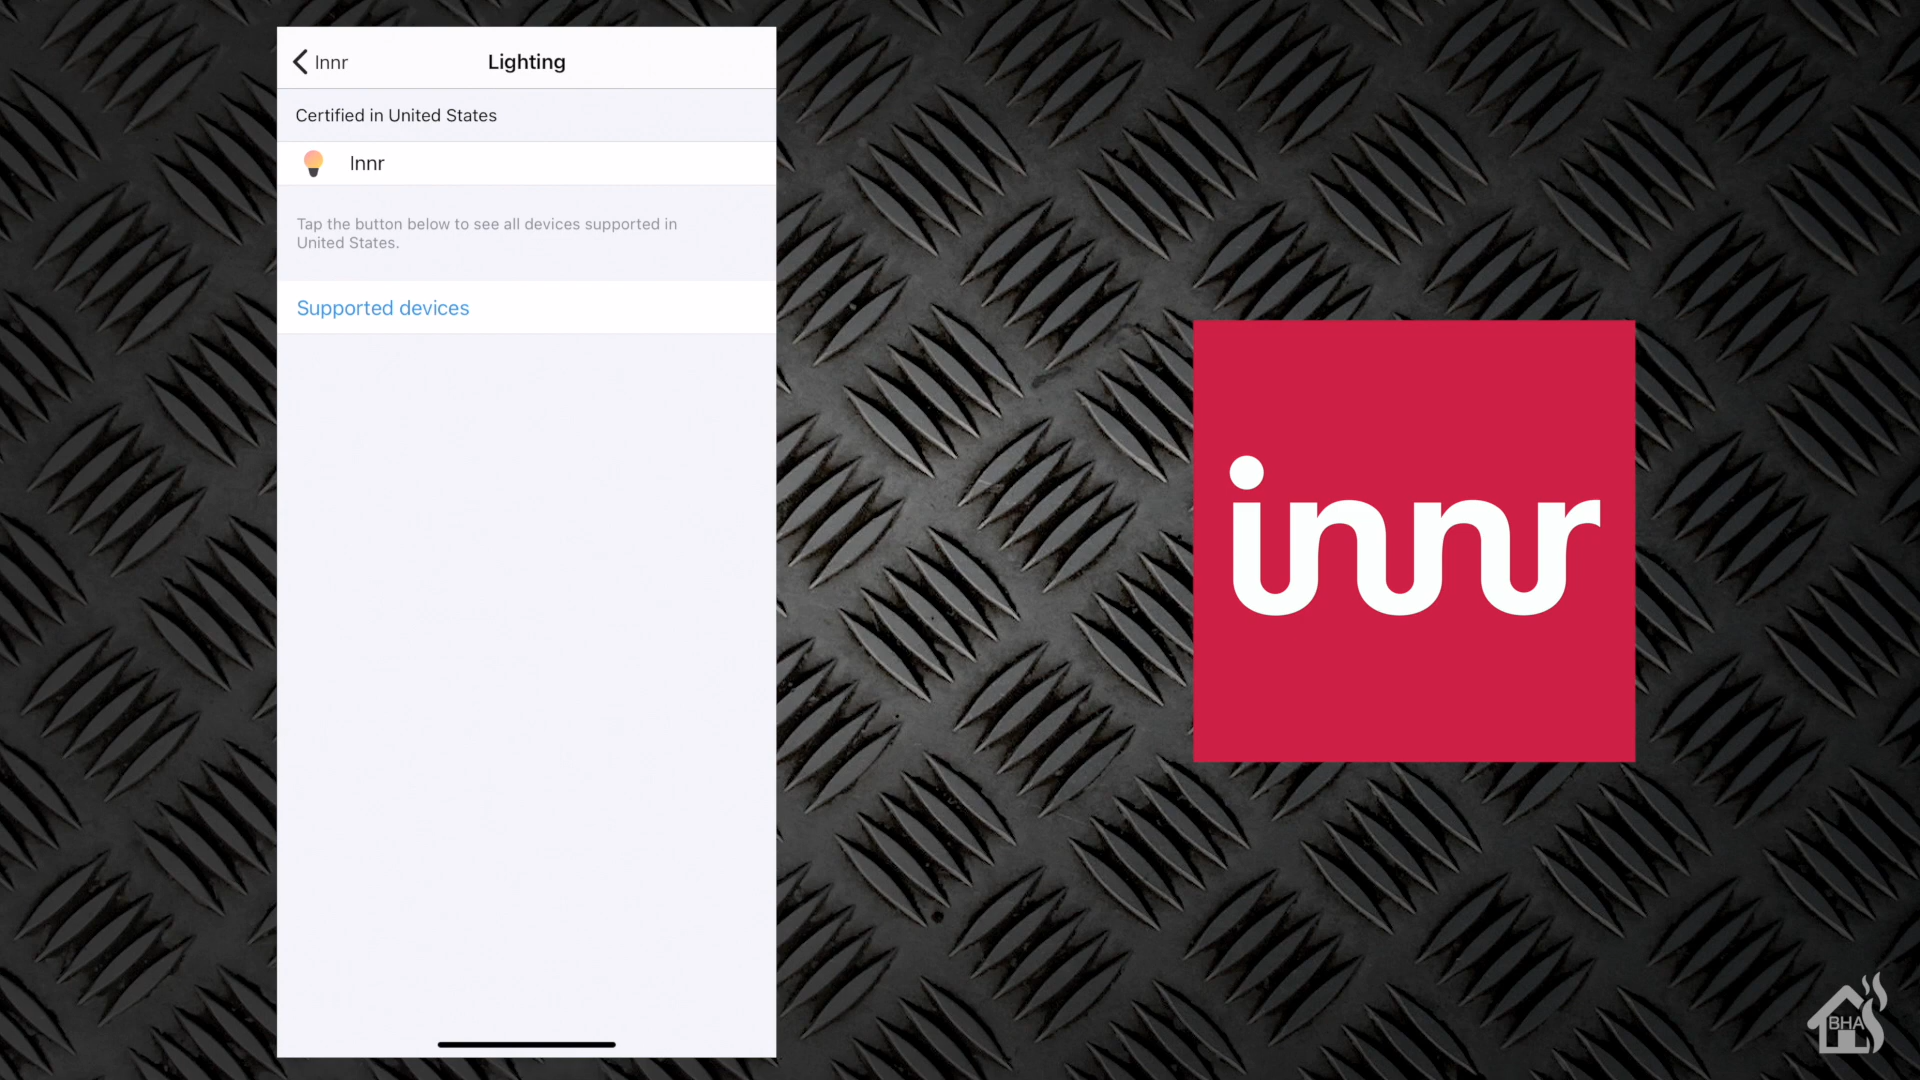 Innr
Lighting
Certified in United States
Innr
Tap the button below to see all devices supported in
United States.
Supported devices
innr
BHA